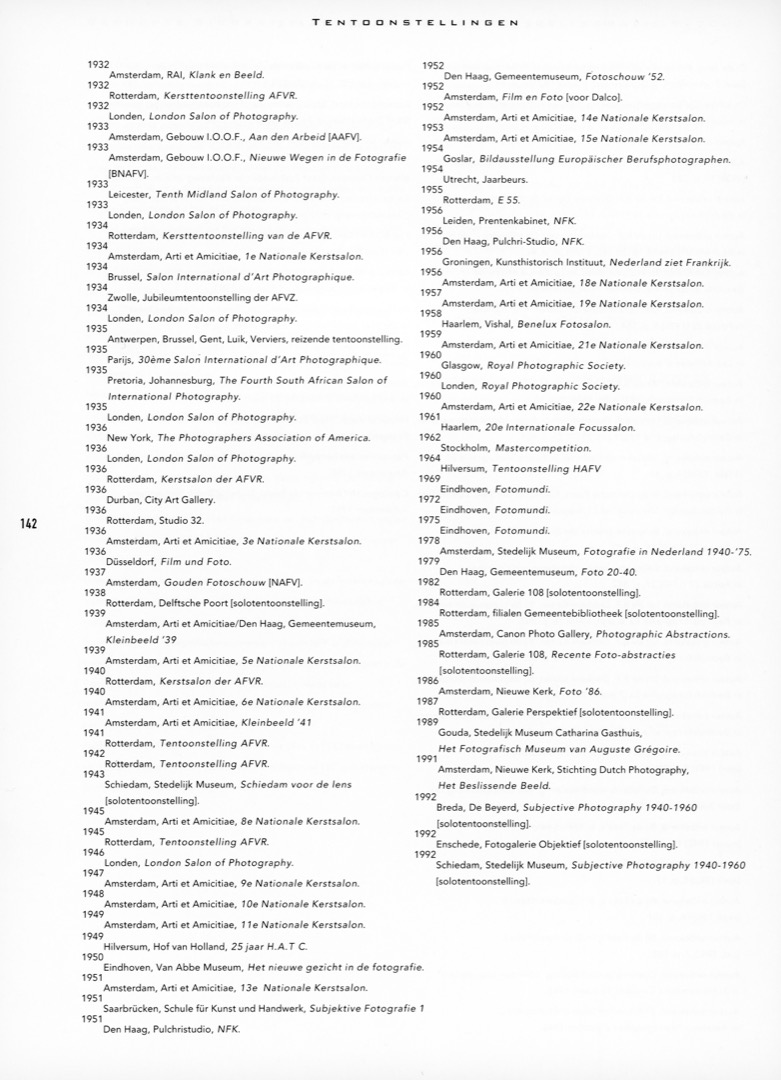 TENTOONSTELLINGEN
1932
Amsterdam, RAI, Klank en Beeld.
1932
Rotterdam, Kersttentoonstelling AFVR.
1932
Londen, London Salon of Photography.
1933
Amsterdam, Gebouw I.O.O.F., Aan den Arbeid [AAFV].
1933
Amsterdam, Gebouw I.O.O.F., Nieuwe Wegen in de Fotografie
[BNAFV].
1933
Leicester, Tenth Midland Salon of Photography.
1933
Londen, London Salon of Photography.
1934
Rotterdam, Kersttentoonstelling van de AFVR.
1934
Amsterdam, Arti et Amicitiae, 1e Nationale Kerstsalon.
1934
Brussel, Salon International d'Art Photographique.
1934
Zwolle, Jubileumtentoonstelling der AFVZ.
1934
Londen, London Salon of Photography.
1935
Antwerpen, Brussel, Gent, Luik, Verviers, reizende tentoonstelling.
1935
Parijs, 30ème Salon International d'Art Photographique.
1935
Pretoria, Johannesburg, The Fourth South African Salon of
International Photography.
1935
Londen, London Salon of Photography.
1936
New York, The Photographers Association of America.
1936
Londen, London Salon of Photography.
1936
Rotterdam, Kerstsalon der AFVR.
1936
Durban, City Art Gallery.
1936
Rotterdam, Studio 32.
1936
Amsterdam, Arti et Amicitiae, 3e Nationale Kerstsalon.
1936
Düsseldorf, Film und Foto.
1937
Amsterdam, Gouden Fotoschouw [NAFV].
1938
Rotterdam, Delftsche Poort [solotentoonstelling].
1939
Amsterdam, Arti et Amicitiae/Den Haag, Gemeentemuseum,
Kleinbeeld '39
1939
Amsterdam, Arti et Amicitiae, 5e Nationale Kerstsalon.
1940
Rotterdam, Kerstsalon der AFVR.
1940
Amsterdam, Arti et Amicitiae, 6e Nationale Kerstsalon.
1941
Amsterdam, Arti et Amicitiae, Kleinbeeld '41
1941
Rotterdam, Tentoonstelling AFVR.
1942
Rotterdam, Tentoonstelling AFVR.
1943
Schiedam, Stedelijk Museum, Schiedam voor de lens
[solotentoonstelling].
1945
Amsterdam, Arti et Amicitiae, 8e Nationale Kerstsalon.
1945
Rotterdam, Tentoonstelling AFVR.
1946
Londen, London Salon of Photography.
1947
Amsterdam, Arti et Amicitiae, 9e Nationale Kerstsalon.
1948
Amsterdam, Arti et Amicitiae, 10e Nationale Kerstsalon.
1949
Amsterdam, Arti et Amicitiae, 11e Nationale Kerstsalon.
1949
Hilversum, Hof van Holland, 25 jaar H.A.T C.
1950
Eindhoven, Van Abbe Museum, Het nieuwe gezicht in de fotografie.
1951
Amsterdam, Arti et Amicitiae, 13e Nationale Kerstsalon.
1951
Saarbrücken, Schule für Kunst und Handwerk, Subjektive Fotografie 1
1951
Den Haag, Pulchristudio, NFK.
1952
Den Haag, Gemeentemuseum, Fotoschouw '52.
1952
Amsterdam, Film en Foto [voor Dalco].
1952
Amsterdam, Arti et Amicitiae, 14e Nationale Kerstsalon.
1953
Amsterdam, Arti et Amicitiae, 15e Nationale Kerstsalon.
1954
Goslar, Bildausstellung Europäischer Berufsphotographen.
1954
Utrecht, Jaarbeurs.
1955
Rotterdam, E 55.
1956
Leiden, Prentenkabinet, NFK.
1956
Den Haag, Pulchri-Studio, NFK.
1956
Groningen, Kunsthistorisch Instituut, Nederland ziet Frankrijk.
1956
Amsterdam, Arti et Amicitiae, 18e Nationale Kerstsalon.
1957
Amsterdam, Arti et Amicitiae, 19e Nationale Kerstsalon.
1958
Haarlem, Vishal, Benelux Fotosalon.
1959
Amsterdam, Arti et Amicitiae, 21e Nationale Kerstsalon.
1960
Glasgow, Royal Photographic Society.
1960
Londen, Royal Photographic Society.
1960
Amsterdam, Arti et Amicitiae, 22e Nationale Kerstsalon.
1961
Haarlem, 20e Internationale Focussalon.
1962
Stockholm, Mastercompetition.
1964
Hilversum, Tentoonstelling HAFV
1969
Eindhoven, Fotomundi.
1972
Eindhoven, Fotomundi.
1975
Eindhoven, Fotomundi.
1978
Amsterdam, Stedelijk Museum, Fotografie in Nederland 1940-'75.
1979
Den Haag, Gemeentemuseum, Foto 20-40.
1982
Rotterdam, Galerie 108 [solotentoonstelling].
1984
Rotterdam, filialen Gemeentebibliotheek [solotentoonstelling].
1985
Amsterdam, Canon Photo Gallery, Photographic Abstractions.
1985
Rotterdam, Galerie 108, Recente Foto-abstracties
[solotentoonstelling].
1986
Amsterdam, Nieuwe Kerk, Foto '86.
1987
Rotterdam, Galerie Perspektief [solotentoonstelling].
1989
Gouda, Stedelijk Museum Catharina Gasthuis,
Het Fotografisch Museum van Auguste Grégoire.
1991
Amsterdam, Nieuwe Kerk, Stichting Dutch Photography,
Het Beslissende Beeld.
1992
Breda, De Beyerd, Subjective Photography 1940-1960
[solotentoonstelling].
1992
Enschede, Fotogalerie Objektief [solotentoonstelling].
1992
Schiedam, Stedelijk Museum, Subjective Photography 1940-1960
[solotentoonstelling].
142